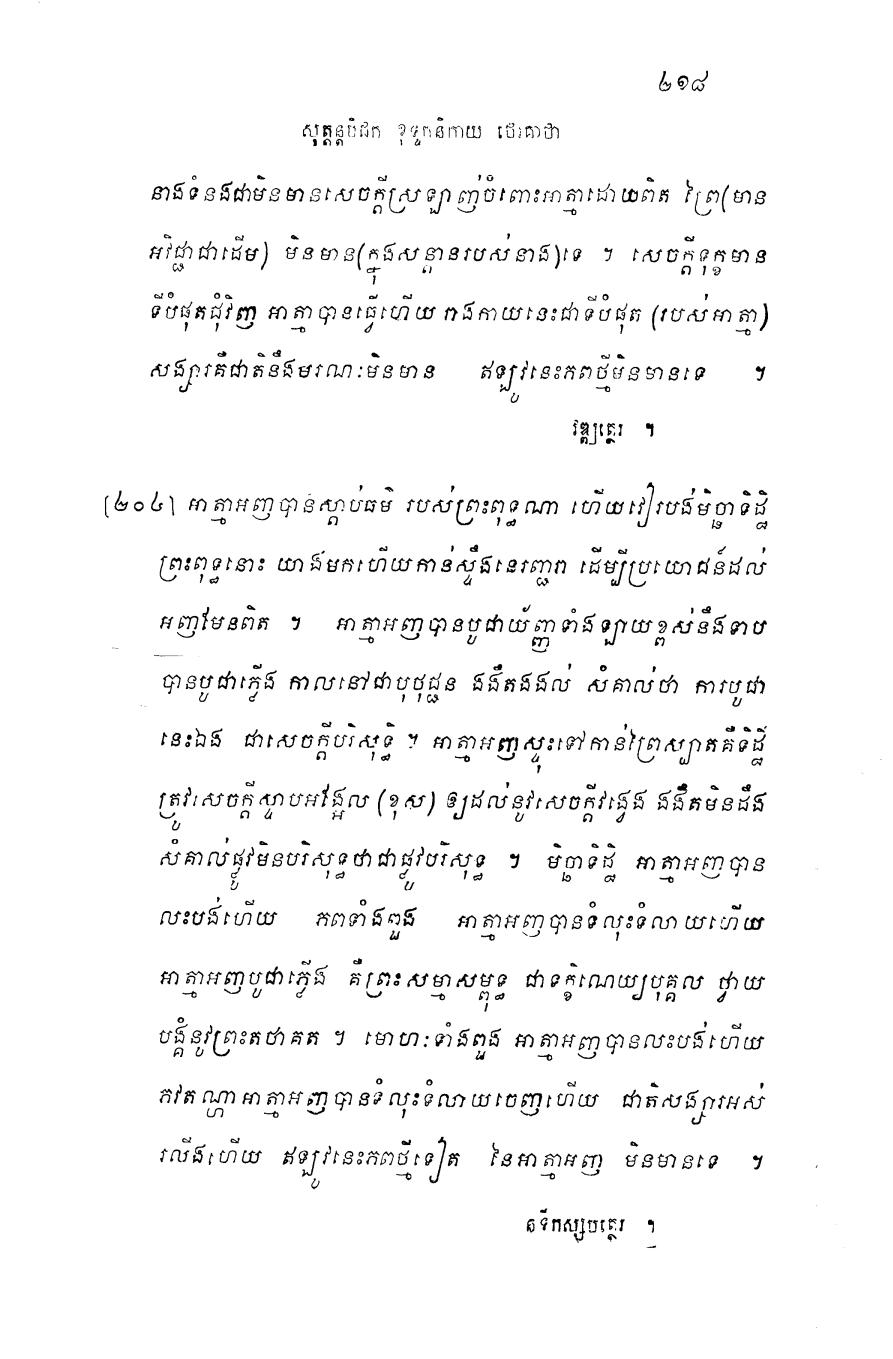 ២១៨
សុត្តន្តបិដក ខុទ្ទកនិកាយ ថេរគាថា
នាងទំនងជាមិនមានសេចក្តីស្រឡាញ់ចំពោះអាត្មាដោយពិត ព្រៃ(មាន
អវិជ្ជាជាដើម) មិនមាន(ក្នុងសន្តានរបស់នាង)ទេ ។ សេចក្តីទុក្ខមាន
ទីបំផុតជុំវិញ អាត្មាបានធ្វើហើយ រាងកាយនេះជាទីបំផុត (របស់អាត្មា)
សង្សារគឺជាតិនឹងមរណៈមិនមាន ឥឡូវនេះភពថ្មីមិនមានទេ ។
វឌ្ឍត្ថេរ ។
[២០៤] អាត្មាអញបានស្តាប់ធម៌ របស់ព្រះពុទ្ធណា ហើយវៀរបង់មិច្ឆាទិដ្ឋិ
ព្រះពុទ្ធនោះ យាងមកហើយកាន់ស្ទឹងនេរញ្ជរា ដើម្បីប្រយោជន៍ដល់
អញមែនពិត ។ អាត្មាអញបានបូជាយ័ញ្ញទាំងឡាយខ្ពស់នឹងទាប
បានបូជាភ្លើង កាលនៅជាបុថុជ្ជន ងងឹតងងល់ សំគាល់ថា ការបូជា
នេះឯង ជាសេចក្តីបរិសុទ្ធិ ។ អាត្មាអញស្ទុះទៅកាន់ព្រៃស្បាតគឺទិដ្ឋិ
ត្រូវសេចក្តីស្ទាបអង្អែល (ខុស) ឲ្យដល់នូវសេចក្តីវង្វេង ងងឹតមិនដឹង
សំគាល់ផ្លូវមិនបរិសុទ្ធថាជាផ្លូវបរិសុទ្ធ ។ មិច្ឆាទិដ្ឋិ អាត្មាអញបាន
លះបង់ហើយ ភពទាំងពួង អាត្មាអញបានទំលុះទំលាយហើយ
អាត្មាអញបូជាភ្លើង គឺព្រះសម្មាសម្ពុទ្ធ ជាទក្ខិណេយ្យបុគ្គល ថ្វាយ
បង្គំនូវព្រះតថាគត ។ មោហៈទាំងពួង អាត្មាអញបានលះបង់ហើយ
ភវតណ្ហាអាត្មាអញបានទំលុះទំលាយចេញហើយ ជាតិសង្សារអស់
រលីងហើយ ឥឡូវនេះភពថ្មីទៀត នៃអាត្មាអញ មិនមានទេ ។
នទីកស្សបត្ថេរ ។